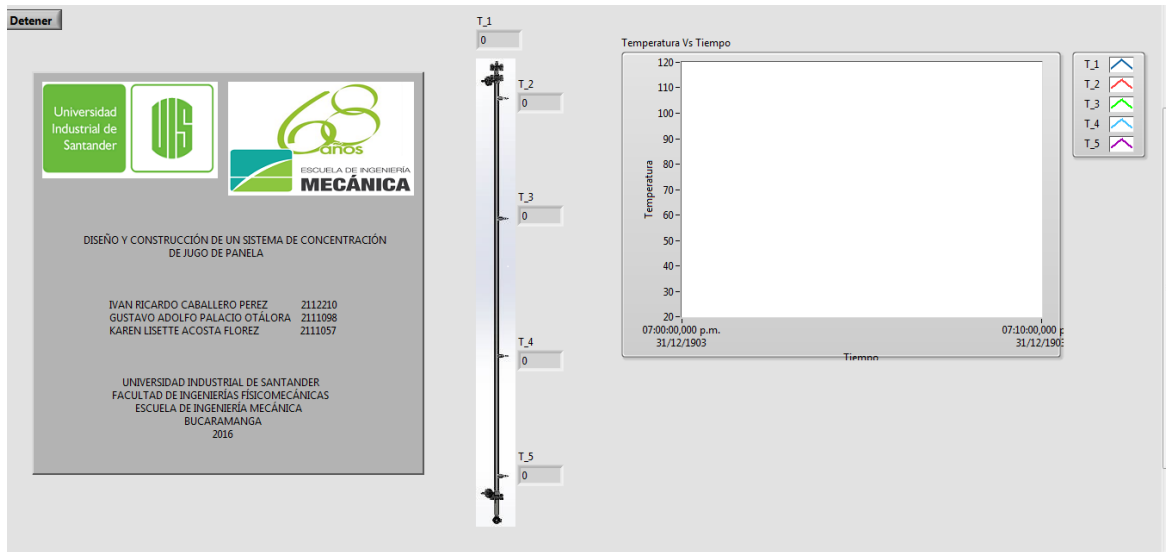 Detener
Universidad
Industrial de
Santander
UIS
68
años
ESCUELA DE INGENIERÍA
MECÁNICA
DISEÑO Y CONSTRUCCIÓN DE UN SISTEMA DE CONCENTRACIÓN
DE JUGO DE PANELA
IVAN RICARDO CABALLERO PEREZ 2112210
GUSTAVO ADOLFO PALACIO OTÁLORA 2111098
KAREN LISETTE ACOSTA FLOREZ 2111057
UNIVERSIDAD INDUSTRIAL DE SANTANDER
FACULTAD DE INGENIERÍAS FÍSICOMECÁNICAS
ESCUELA DE INGENIERÍA MECÁNICA
BUCARAMANGA
2016
T_1
0
T_2
0
T_3
0
T_4
0
T_5
0
Temperatura Vs Tiempo
Temperatura
120
110
100
90
80
70
60
50
40
30
20
07:00:00,000 p.m.
31/12/1903
07:10:00,000 p
31/12/190
Tiempo
T_1
T_2
T_3
T_4
T_5